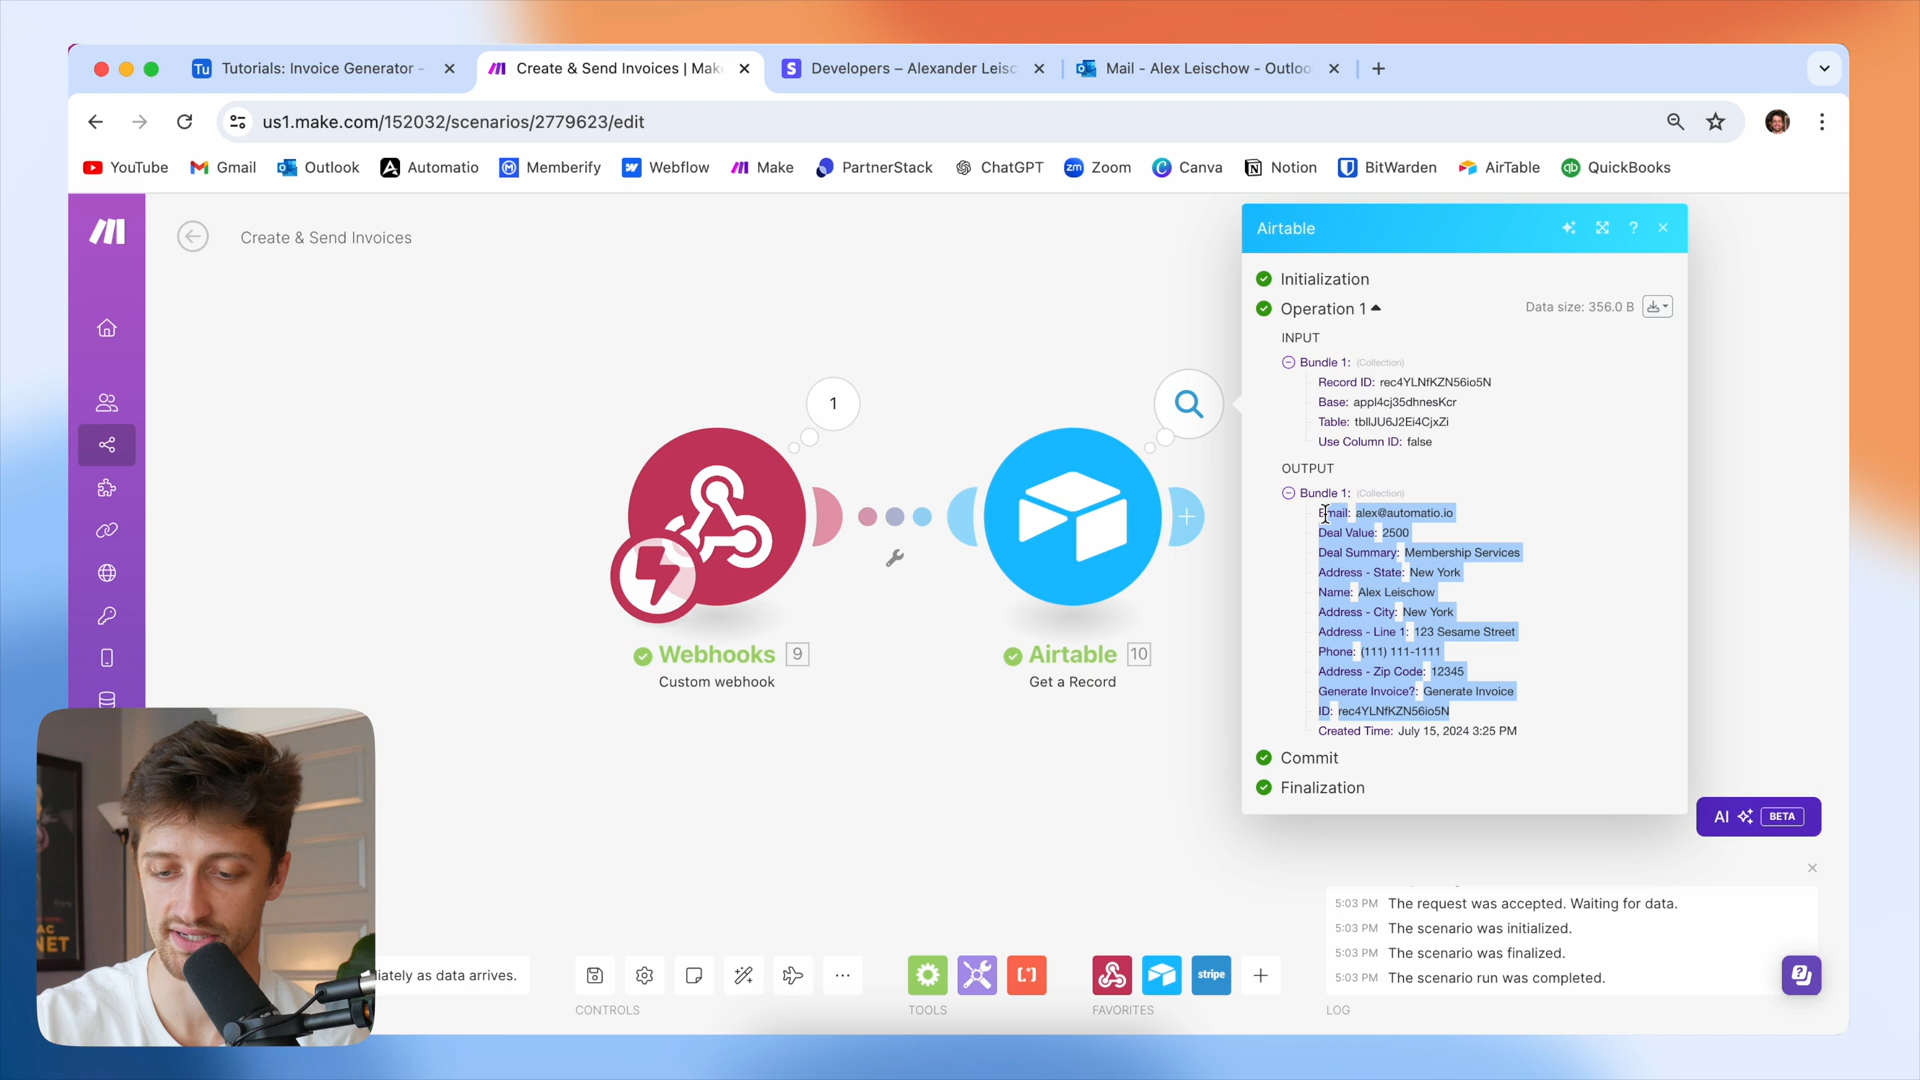 Tu Tutorials: Invoice Generator -
Create & Send Invoices | Make
S Developers – Alexander Leisc
Mail - Alex Leischow - Outloo
us1.make.com/152032/scenarios/2779623/edit
YouTube
Gmail
Outlook
Automatio
Memberify
Webflow
Make
PartnerStack
ChatGPT
zm Zoom
Canva
Notion
BitWarden
AirTable
qb QuickBooks
Create & Send Invoices
Airtable
?
Initialization
Operation 1
Data size: 356.0 B
INPUT
Bundle 1: (Collection)
Record ID: rec4YLNfKZN56io5N
Base: appl4cj35dhnesKcr
Table: tblIJU6J2Ei4CjxZi
Use Column ID: false
OUTPUT
Bundle 1: (Collection)
Email: alex@automatio.io
Deal Value: 2500
Deal Summary: Membership Services
Address - State: New York
Name: Alex Leischow
Address - City: New York
Address - Line 1: 123 Sesame Street
Phone: (111) 111-1111
Address - Zip Code: 12345
Generate Invoice?: Generate Invoice
ID: rec4YLNfKZN56io5N
Created Time: July 15, 2024 3:25 PM
Commit
Finalization
1
Webhooks 9
Custom webhook
Airtable 10
Get a Record
AI BETA
5:03 PM The request was accepted. Waiting for data.
5:03 PM The scenario was initialized.
5:03 PM The scenario was finalized.
5:03 PM The scenario run was completed.
LOG
iately as data arrives.
CONTROLS
TOOLS
stripe
FAVORITES